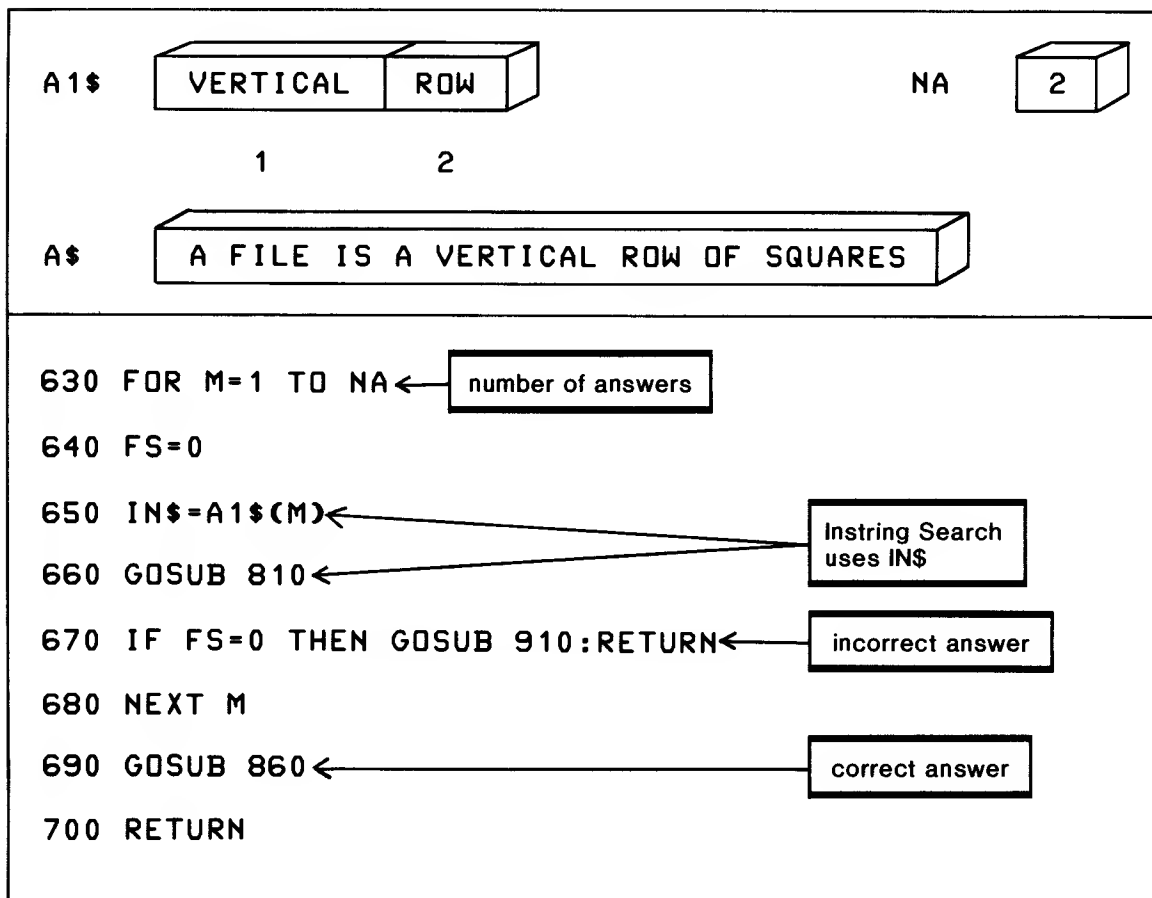 A1$ VERTICAL ROW NA 2
1 2
A$ A FILE IS A VERTICAL ROW OF SQUARES
630 FOR M=1 TO NA number of answers
640 FS=0
650 IN$=A1$(M)
Instring Search
uses IN$
660 GOSUB 810
670 IF FS=0 THEN GOSUB 910:RETURN incorrect answer
680 NEXT M
690 GOSUB 860 correct answer
700 RETURN